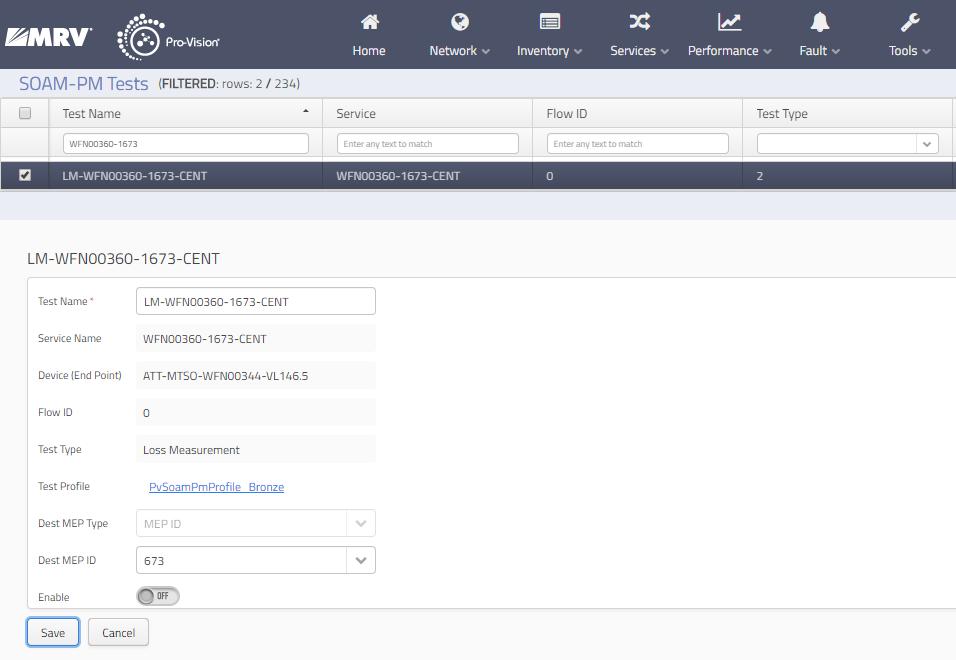 MRV
Pro-Vision
Home
Network
Inventory
Services
Performance
Fault
Tools
SOAM-PM Tests (FILTERED: rows: 2 / 234)
Test Name Service Flow ID Test Type
WFN00360-1673 Enter any text to match Enter any text to match
LM-WFN00360-1673-CENT WFN00360-1673-CENT 0 2
LM-WFN00360-1673-CENT
Test Name * LM-WFN00360-1673-CENT
Service Name WFN00360-1673-CENT
Device (End Point) ATT-MTSO-WFN00344-VL146.5
Flow ID 0
Test Type Loss Measurement
Test Profile PvSoamPmProfile_Bronze
Dest MEP Type MEP ID
Dest MEP ID 673
Enable OFF
Save Cancel